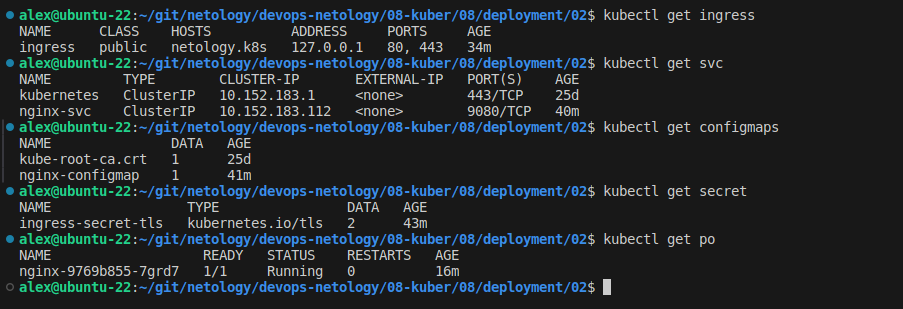 alex@ubuntu-22:~/git/netology/devops-netology/08-kuber/08/deployment/02$ kubectl get ingress
NAME      CLASS    HOSTS          ADDRESS     PORTS     AGE
ingress   public   netology.k8s   127.0.0.1   80, 443   34m
alex@ubuntu-22:~/git/netology/devops-netology/08-kuber/08/deployment/02$ kubectl get svc
NAME         TYPE        CLUSTER-IP       EXTERNAL-IP   PORT(S)    AGE
kubernetes   ClusterIP   10.152.183.1     <none>        443/TCP    25d
nginx-svc    ClusterIP   10.152.183.112   <none>        9080/TCP   40m
alex@ubuntu-22:~/git/netology/devops-netology/08-kuber/08/deployment/02$ kubectl get configmaps
NAME               DATA   AGE
kube-root-ca.crt   1      25d
nginx-configmap    1      41m
alex@ubuntu-22:~/git/netology/devops-netology/08-kuber/08/deployment/02$ kubectl get secret
NAME                 TYPE                DATA   AGE
ingress-secret-tls   kubernetes.io/tls   2      43m
alex@ubuntu-22:~/git/netology/devops-netology/08-kuber/08/deployment/02$ kubectl get po
NAME                   READY   STATUS    RESTARTS   AGE
nginx-9769b855-7grd7   1/1     Running   0          16m
alex@ubuntu-22:~/git/netology/devops-netology/08-kuber/08/deployment/02$